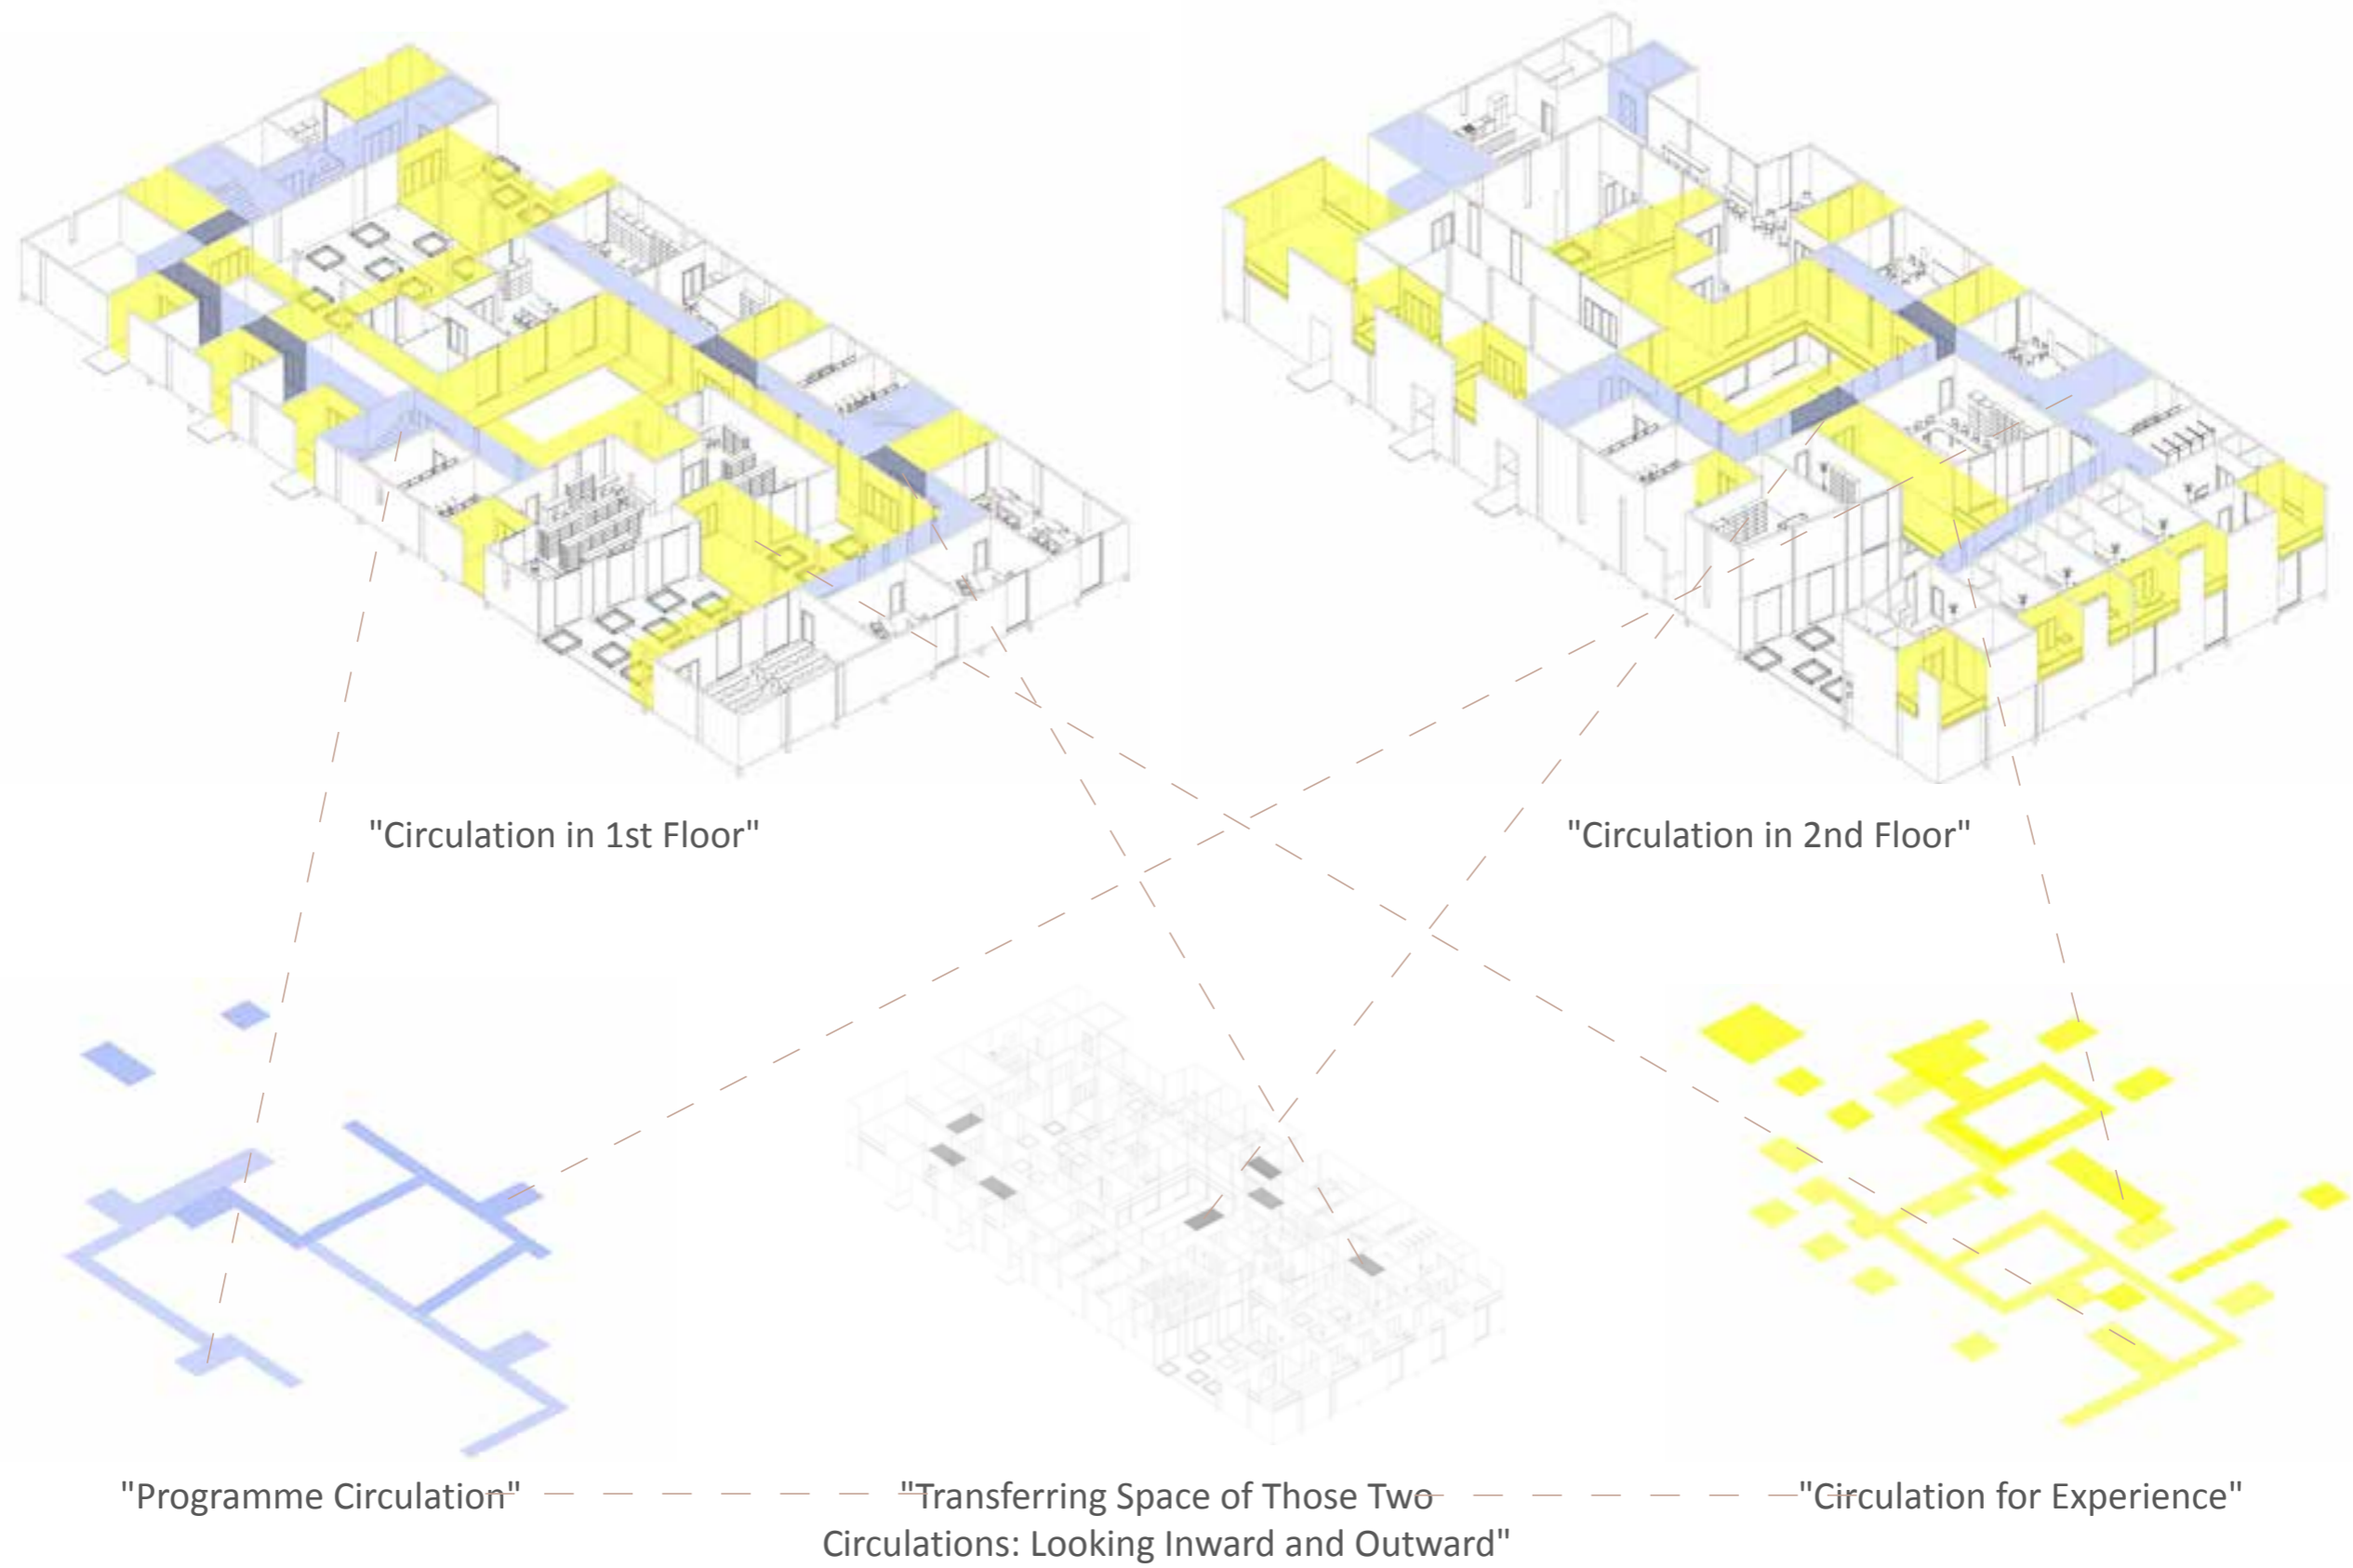 "Circulation in 1st Floor"
"Circulation in 2nd Floor"
"Programme Circulation"
"Transferring Space of Those Two
Circulations: Looking Inward and Outward"
"Circulation for Experience"